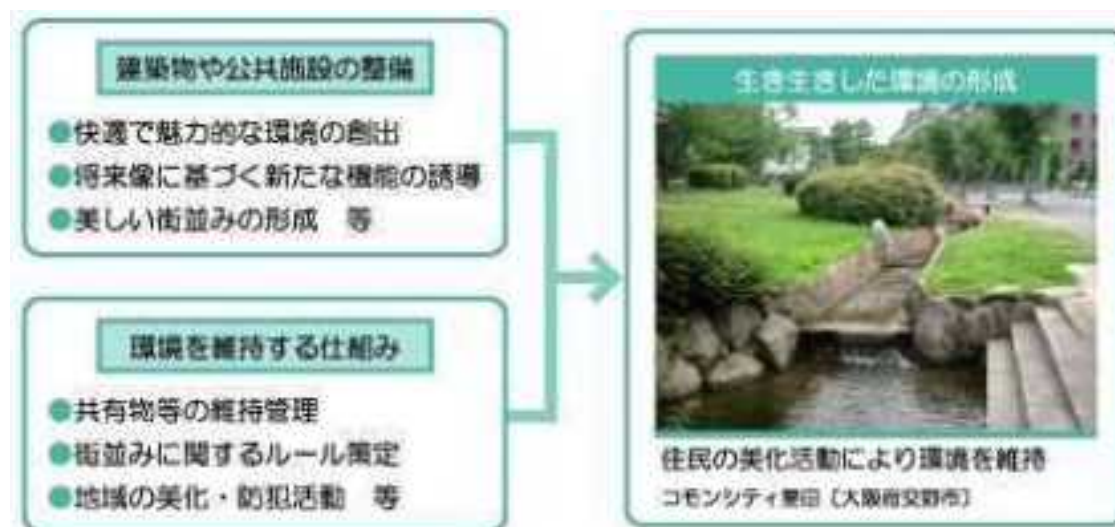 建築物や公共施設の整備
●快適で魅力的な環境の創出
●将来像に基づく新たな機能の誘導
●美しい街並みの形成　等
環境を維持する仕組み
●共有物等の維持管理
●街並みに関するルール策定
●地域の美化・防犯活動　等
生き生きした環境の形成
住民の美化活動により環境を維持
コモンシティ〔大阪府交野市〕